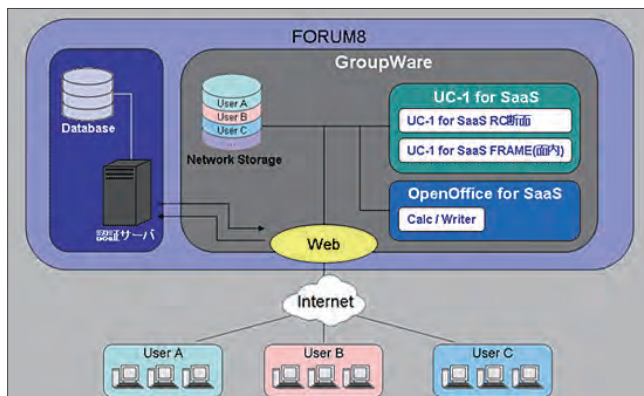 FORUM8
GroupWare
Database
認証サーバ
User A
User B
User C
Network Storage
UC-1 for SaaS
UC-1 for SaaS RC断面
UC-1 for SaaS FRAME(面内)
OpenOffice for SaaS
Calc / Writer
Web
Internet
User A
User B
User C